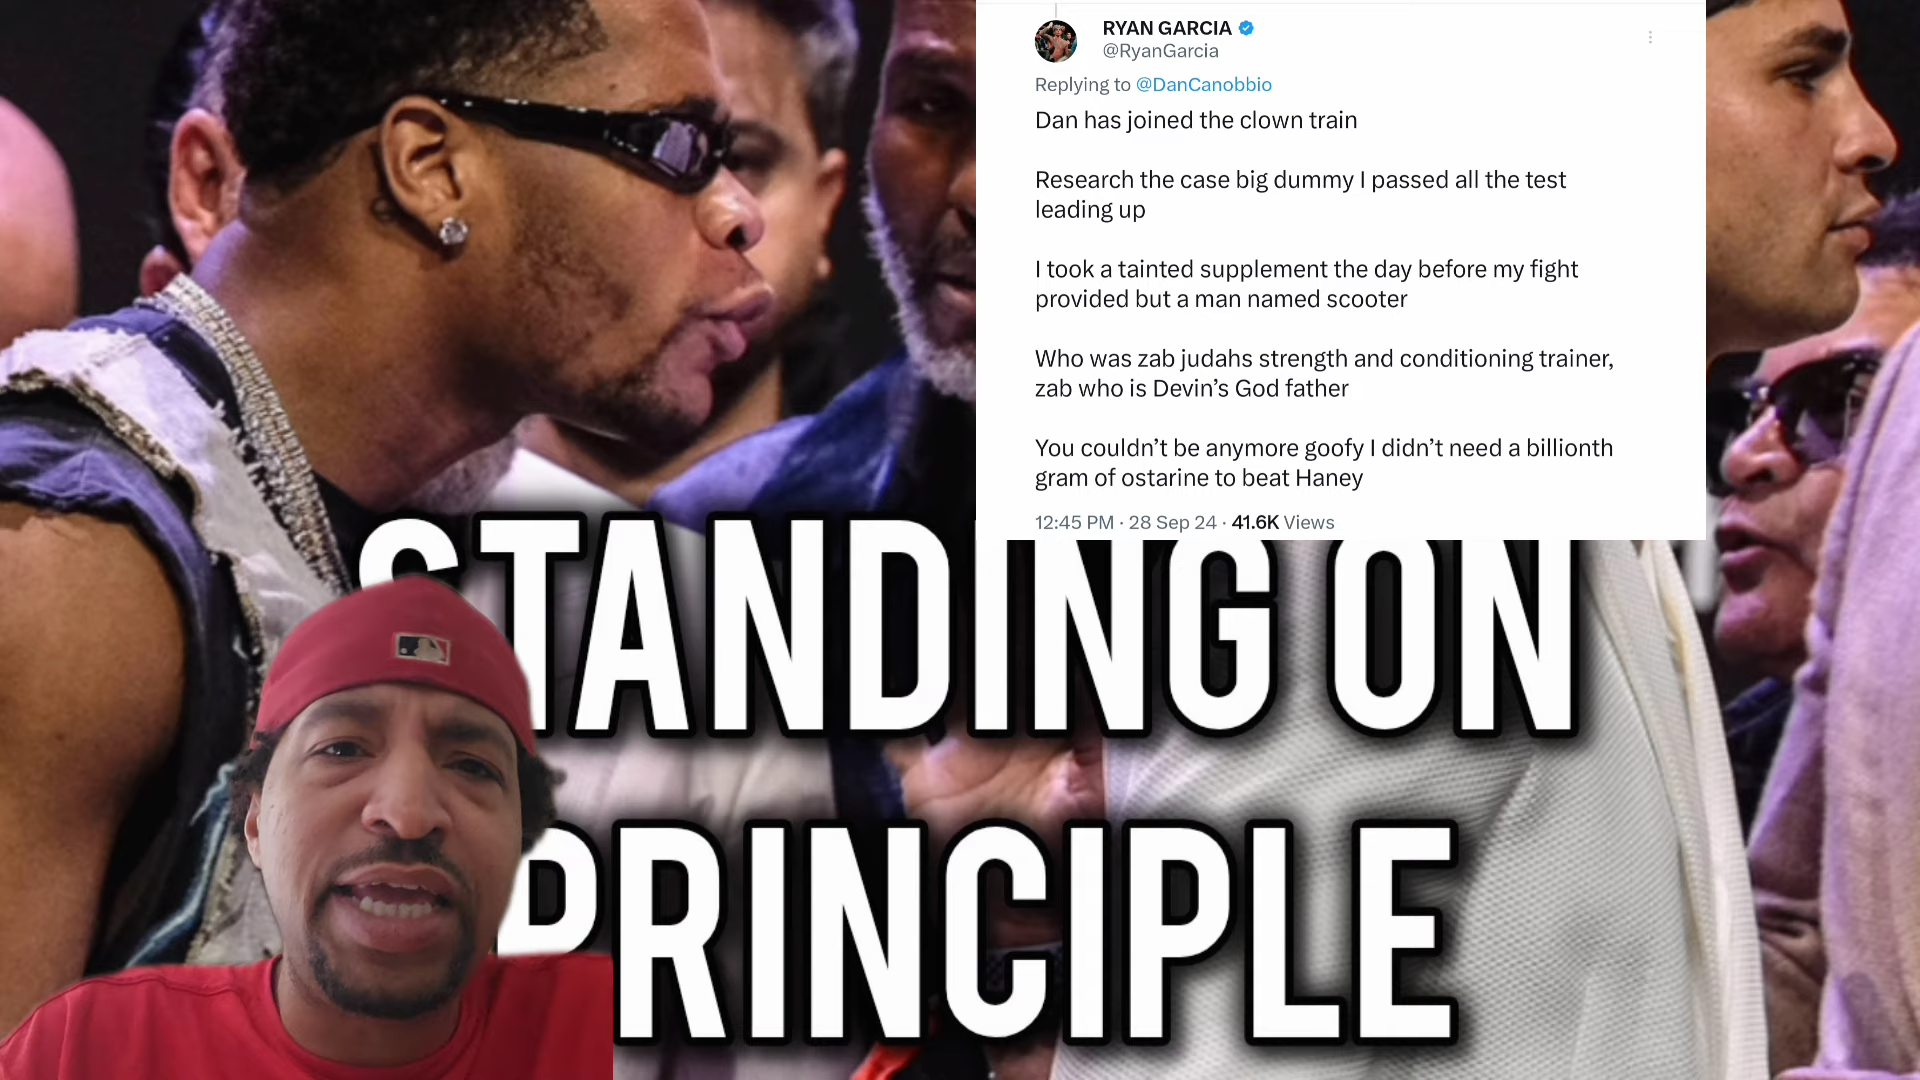 RYAN GARCIA
@RyanGarcia
Replying to @DanCanobbio
Dan has joined the clown train
Research the case big dummy I passed all the test
leading up
I took a tainted supplement the day before my fight
provided but a man named scooter
Who was zab judahs strength and conditioning trainer,
zab who is Devin’s God father
You couldn’t be anymore goofy I didn’t need a billionth
gram of ostarine to beat Haney
12:45 PM · 28 Sep 24 · 41.6K Views
STANDING ON
PRINCIPLE